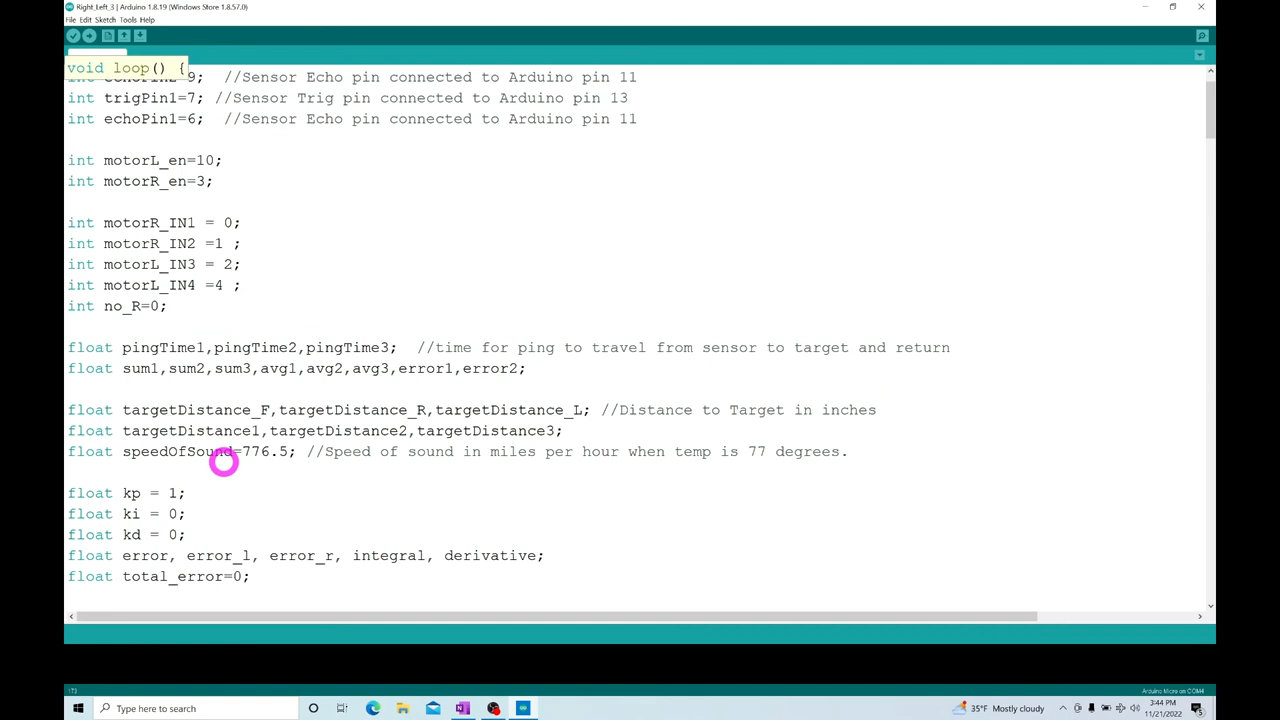 Right_Left_3 | Arduino 1.8.19 (Windows Store 1.8.57.0)
File Edit Sketch Tools Help
void loop() {
9; //Sensor Echo pin connected to Arduino pin 11
int trigPin1=7; //Sensor Trig pin connected to Arduino pin 13
int echoPin1=6; //Sensor Echo pin connected to Arduino pin 11
int motorL_en=10;
int motorR_en=3;
int motorR_IN1 = 0;
int motorR_IN2 =1 ;
int motorL_IN3 = 2;
int motorL_IN4 =4 ;
int no_R=0;
float pingTime1,pingTime2,pingTime3; //time for ping to travel from sensor to target and return
float sum1,sum2,sum3,avg1,avg2,avg3,error1,error2;
float targetDistance_F,targetDistance_R,targetDistance_L; //Distance to Target in inches
float targetDistance1,targetDistance2,targetDistance3;
float speedOfSound=776.5; //Speed of sound in miles per hour when temp is 77 degrees.
float kp = 1;
float ki = 0;
float kd = 0;
float error, error_l, error_r, integral, derivative;
float total_error=0;
173
Arduino Micro on COM4
Type here to search
35°F Mostly cloudy
3:44 PM
11/21/2022
5